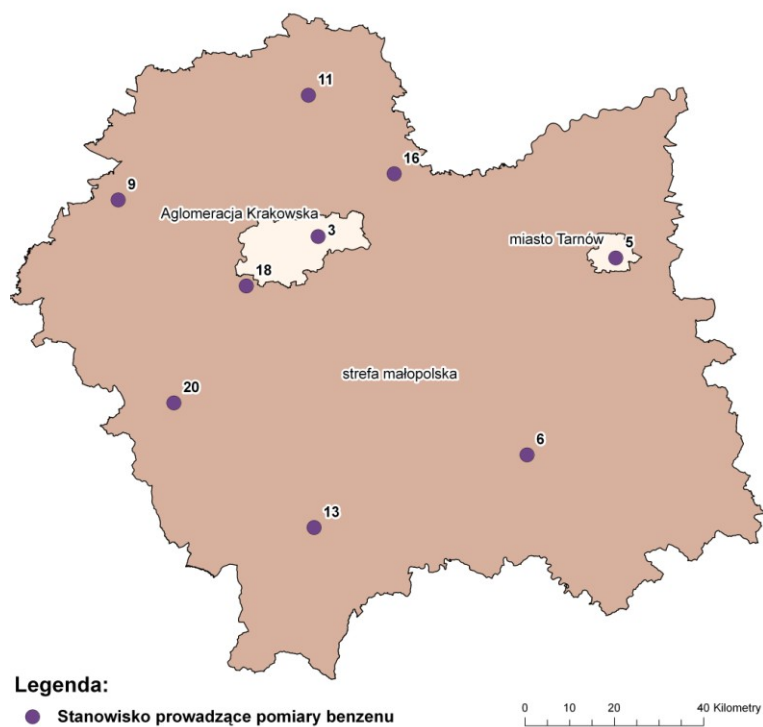 11
16
9
Aglomeracja Krakowska
3
miasto Tarnów
5
18
strefa małopolska
20
6
13
Legenda:
Stanowisko prowadzące pomiary benzenu
0 10 20 40 Kilometry